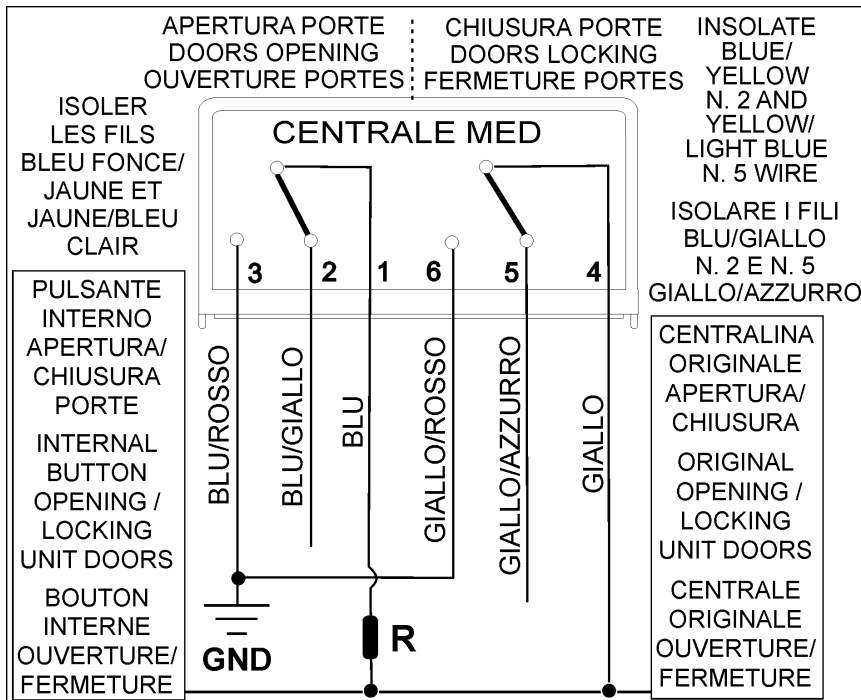 APERTURA PORTE
DOORS OPENING
OUVERTURE PORTES
CHIUSURA PORTE
DOORS LOCKING
FERMETURE PORTES
INSOLATE
BLUE/
YELLOW
N. 2 AND
YELLOW/
LIGHT BLUE
N. 5 WIRE
ISOLER
LES FILS
BLEU FONCE/
JAUNE ET
JAUNE/BLEU
CLAIR
CENTRALE MED
ISOLARE I FILI
BLU/GIALLO
N. 2 E N. 5
GIALLO/AZZURRO
3 2 1 6 5 4
PULSANTE
INTERNO
APERTURA/
CHIUSURA
PORTE
INTERNAL
BUTTON
OPENING /
LOCKING
UNIT DOORS
BOUTON
INTERNE
OUVERTURE/
FERMETURE
BLU/ROSSO
BLU/GIALLO
BLU
GIALLO/ROSSO
GIALLO/AZZURRO
GIALLO
GND
R
CENTRALINA
ORIGINALE
APERTURA/
CHIUSURA
ORIGINAL
OPENING /
LOCKING
UNIT DOORS
CENTRALE
ORIGINALE
OUVERTURE/
FERMETURE